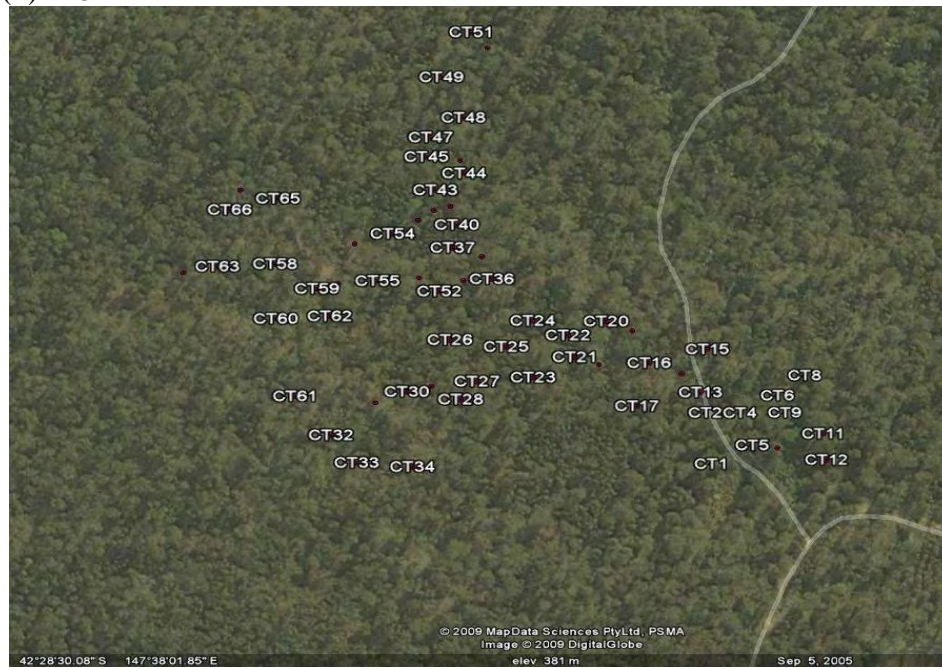 CT51
CT49
CT48
CT47
CT45
CT44
CT43
CT65
CT66
CT40
CT54
CT37
CT58
CT63
CT36
CT55
CT59
CT52
CT62
CT60
CT24
CT20
CT22
CT26
CT25
CT15
CT21
CT16
CT8
CT23
CT27
CT30
CT13
CT6
CT61
CT28
CT17
CT2CT4
CT9
CT32
CT11
CT5
CT33
CT34
CT1
CT12
© 2009 MapData Sciences PtyLtd, PSMA
Image © 2009 DigitalGlobe
42°28'30.08" S 147°38'01.85" E elev 381 m Sep 5, 2005